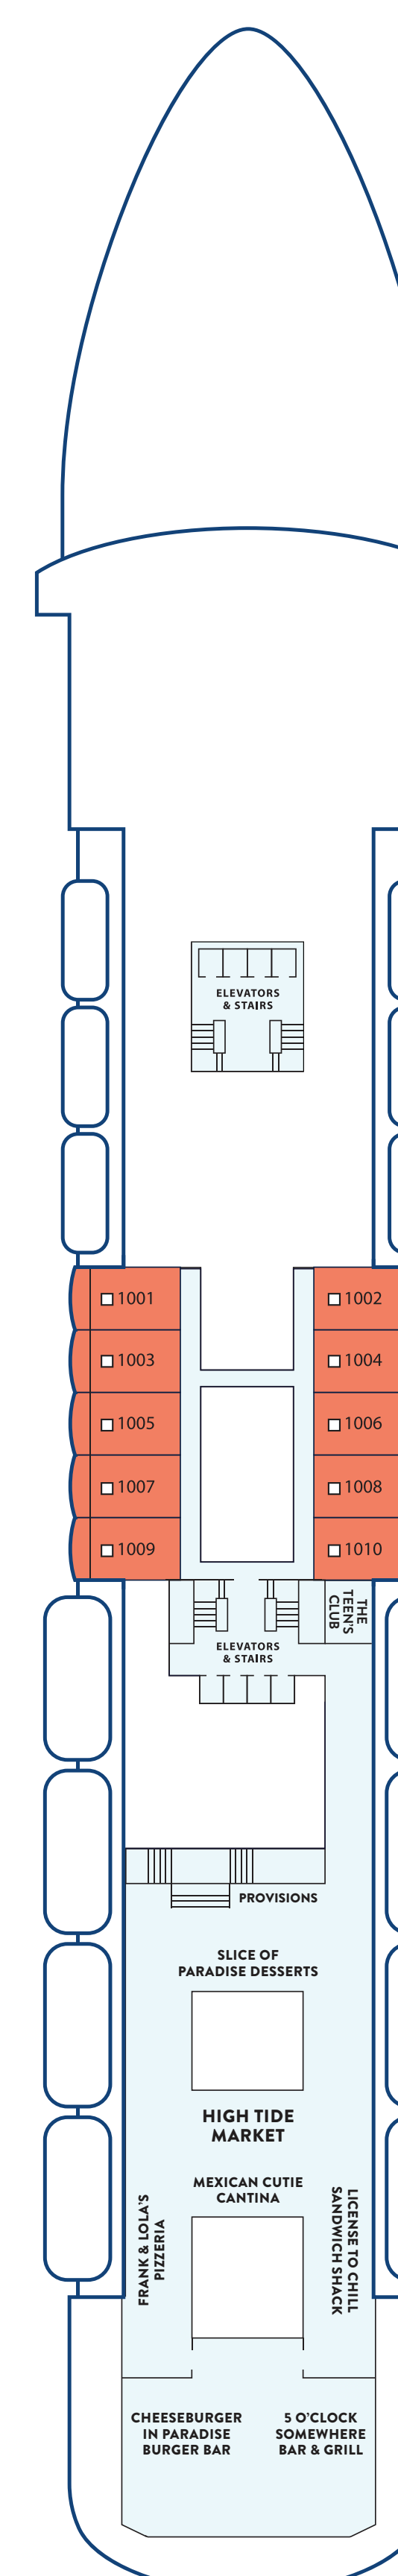 ELEVATORS
& STAIRS
1001
1002
1003
1004
1005
1006
1007
1008
1009
1010
THE
TEEN'S
CLUB
ELEVATORS
& STAIRS
PROVISIONS
SLICE OF
PARADISE DESSERTS
HIGH TIDE
MARKET
MEXICAN CUTIE
CANTINA
FRANK & LOLA'S
PIZZERIA
LICENSE TO CHILL
SANDWICH SHACK
CHEESEBURGER
IN PARADISE
BURGER BAR
5 O'CLOCK
SOMEWHERE
BAR & GRILL